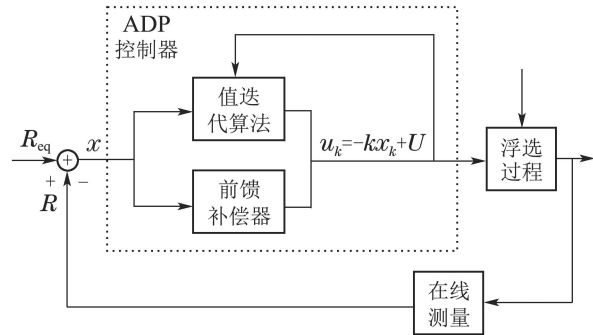 ADP
控制器
值迭
代算法
R_eq
x
u_k=-kx_k+U
浮选
过程
+
+
−
R
前馈
补偿器
在线
测量